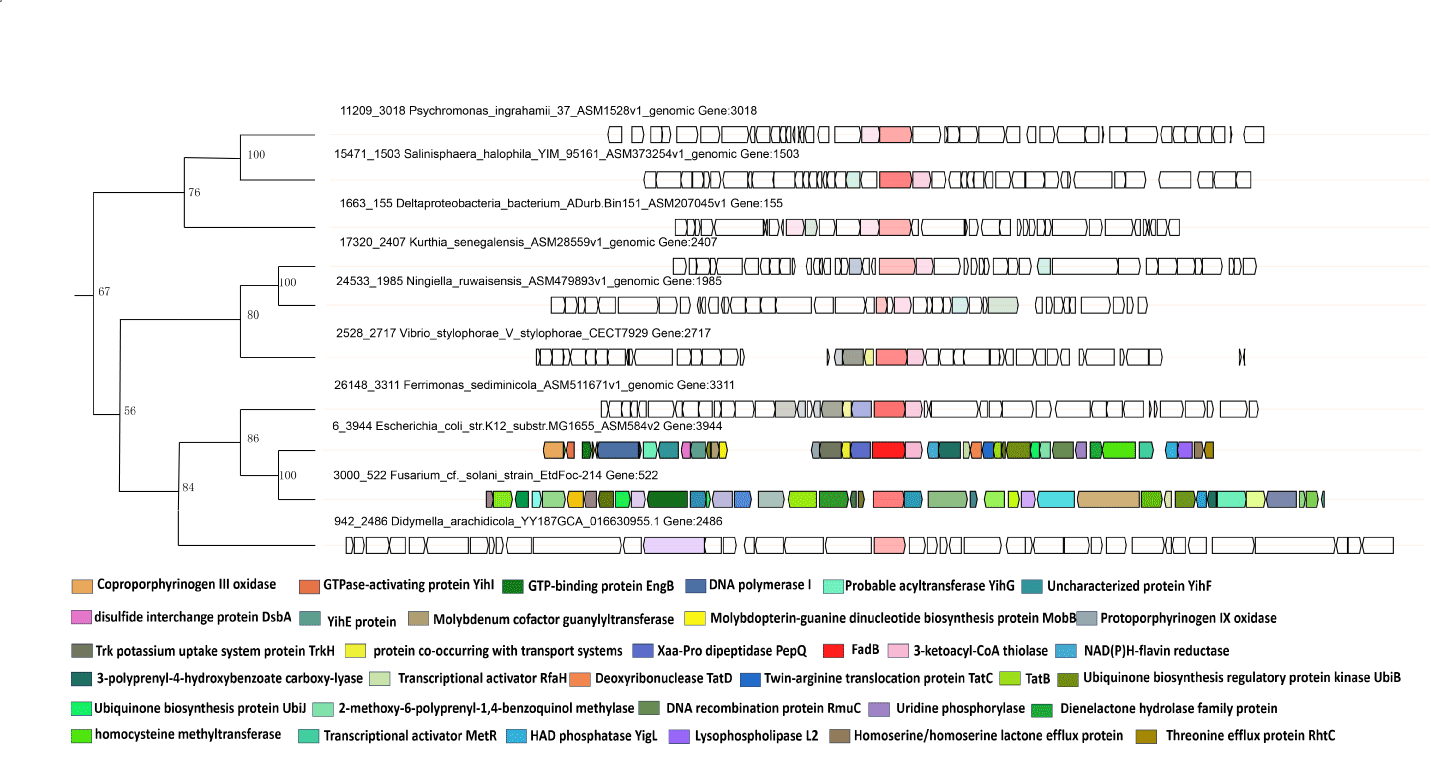 11209_3018 Psychromonas_ingrahamii_37_ASM1528v1_genomic Gene:3018
100
15471_1503 Salinisphaera_halophila_YIM_95161_ASM373254v1_genomic Gene:1503
76
1663_155 Deltaproteobacteria_bacterium_ADurb.Bin151_ASM207045v1 Gene:155
17320_2407 Kurthia_senegalensis_ASM28559v1_genomic Gene:2407
100
24533_1985 Ningiella_ruwaisensis_ASM479893v1_genomic Gene:1985
67
80
2528_2717 Vibrio_stylophorae_V_stylophorae_CECT7929 Gene:2717
26148_3311 Ferrimonas_sediminicola_ASM511671v1_genomic Gene:3311
56
6_3944 Escherichia_coli_str.K12_substr.MG1655_ASM584v2 Gene:3944
86
3000_522 Fusarium_cf._solani_strain_EtdFoc-214 Gene:522
100
84
942_2486 Didymella_arachidicola_YY187GCA_016630955.1 Gene:2486
Coproporphyrinogen III oxidase GTPase-activating protein YihI GTP-binding protein EngB DNA polymerase I Probable acyltransferase YihG Uncharacterized protein YihF
disulfide interchange protein DsbA YihE protein Molybdenum cofactor guanylyltransferase Molybdopterin-guanine dinucleotide biosynthesis protein MobB Protoporphyrinogen IX oxidase
Trk potassium uptake system protein TrkH protein co-occurring with transport systems Xaa-Pro dipeptidase PepQ FadB 3-ketoacyl-CoA thiolase NAD(P)H-flavin reductase
3-polyprenyl-4-hydroxybenzoate carboxy-lyase Transcriptional activator RfaH Deoxyribonuclease TatD Twin-arginine translocation protein TatC TatB Ubiquinone biosynthesis regulatory protein kinase UbiB
Ubiquinone biosynthesis protein UbiJ 2-methoxy-6-polyprenyl-1,4-benzoquinol methylase DNA recombination protein RmuC Uridine phosphorylase Dienelactone hydrolase family protein
homocysteine methyltransferase Transcriptional activator MetR HAD phosphatase YigL Lysophospholipase L2 Homoserine/homoserine lactone efflux protein Threonine efflux protein RhtC